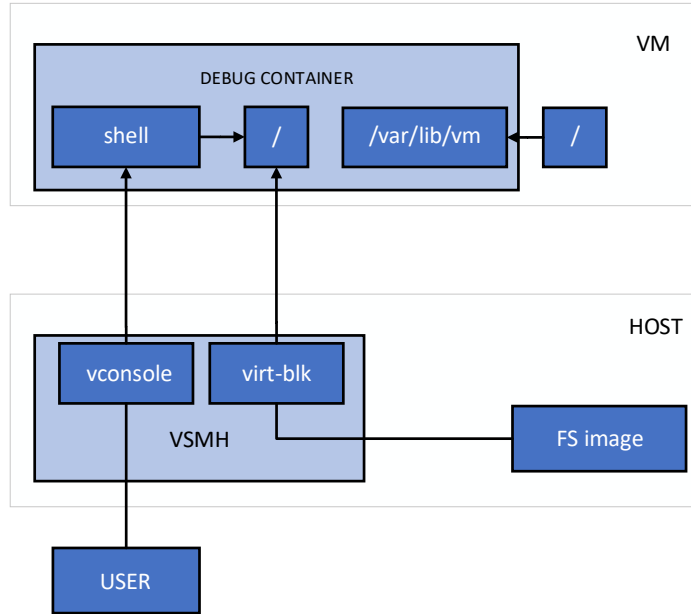 VM
DEBUG CONTAINER
shell
/
/var/lib/vm
/
HOST
vconsole
virt-blk
VSMH
FS image
USER